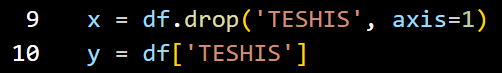 9 x = df.drop('TESHIS', axis=1)
10 y = df['TESHIS']